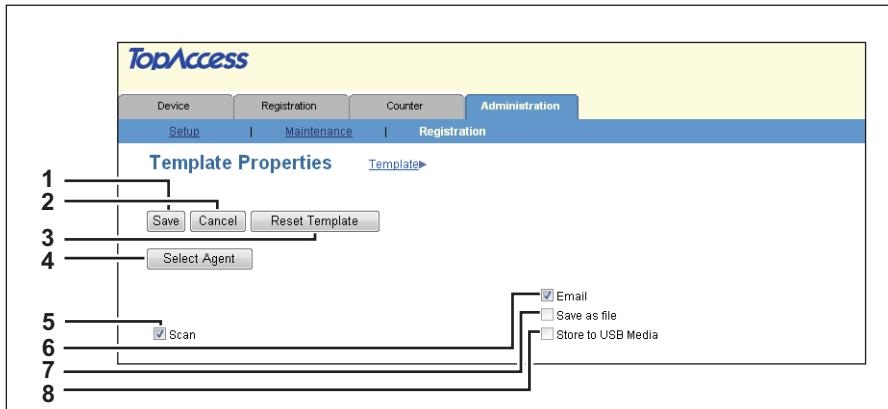 TopAccess
Device Registration Counter Administration
Setup | Maintenance | Registration
Template Properties Template
1
2
Save Cancel Reset Template
3
4 Select Agent
Email
5 Save as file
Scan Store to USB Media
6
7
8